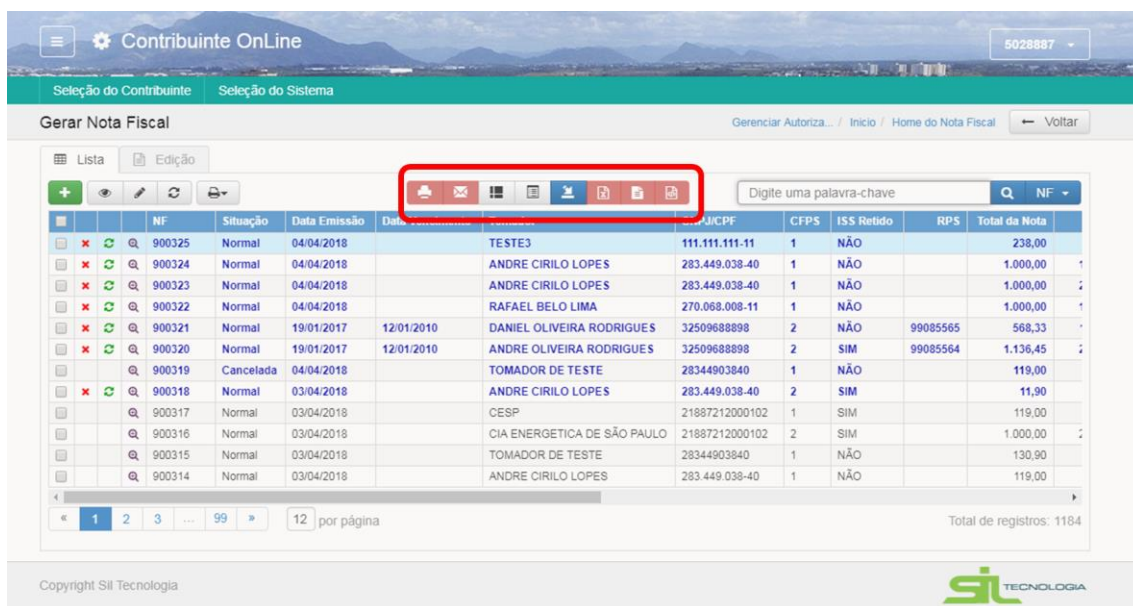 Contribuinte OnLine
5028887
Seleção do Contribuinte Seleção do Sistema
Gerar Nota Fiscal
Gerenciar Autoriza... / Inicio / Home do Nota Fiscal
← Voltar
Lista Edição
Digite uma palavra-chave NF
NF Situação Data Emissão Data CFPS ISS Retido RPS Total da Nota
900325 Normal 04/04/2018 TESTE3 111.111.111-11 1 NÃO 238,00
900324 Normal 04/04/2018 ANDRE CIRILO LOPES 283.449.038-40 1 NÃO 1.000,00
900323 Normal 04/04/2018 ANDRE CIRILO LOPES 283.449.038-40 1 NÃO 1.000,00
900322 Normal 04/04/2018 RAFAEL BELO LIMA 270.068.008-11 1 NÃO 1.000,00
900321 Normal 19/01/2017 12/01/2010 DANIEL OLIVEIRA RODRIGUES 32509688898 2 NÃO 99085565 568,33
900320 Normal 19/01/2017 12/01/2010 ANDRE OLIVEIRA RODRIGUES 32509688898 2 SIM 99085564 1.136,45
900319 Cancelada 04/04/2018 TOMADOR DE TESTE 28344903840 1 NÃO 119,00
900318 Normal 03/04/2018 ANDRE CIRILO LOPES 283.449.038-40 2 SIM 11,90
900317 Normal 03/04/2018 CESP 21887212000102 1 SIM 119,00
900316 Normal 03/04/2018 CIA ENERGETICA DE SÃO PAULO 21887212000102 2 SIM 1.000,00
900315 Normal 03/04/2018 TOMADOR DE TESTE 28344903840 1 NÃO 130,90
900314 Normal 03/04/2018 ANDRE CIRILO LOPES 283.449.038-40 1 NÃO 119,00
« 1 2 3 ... 99 » 12 por página
Total de registros: 1184
Copyright Sil Tecnologia
SIL TECNOLOGIA